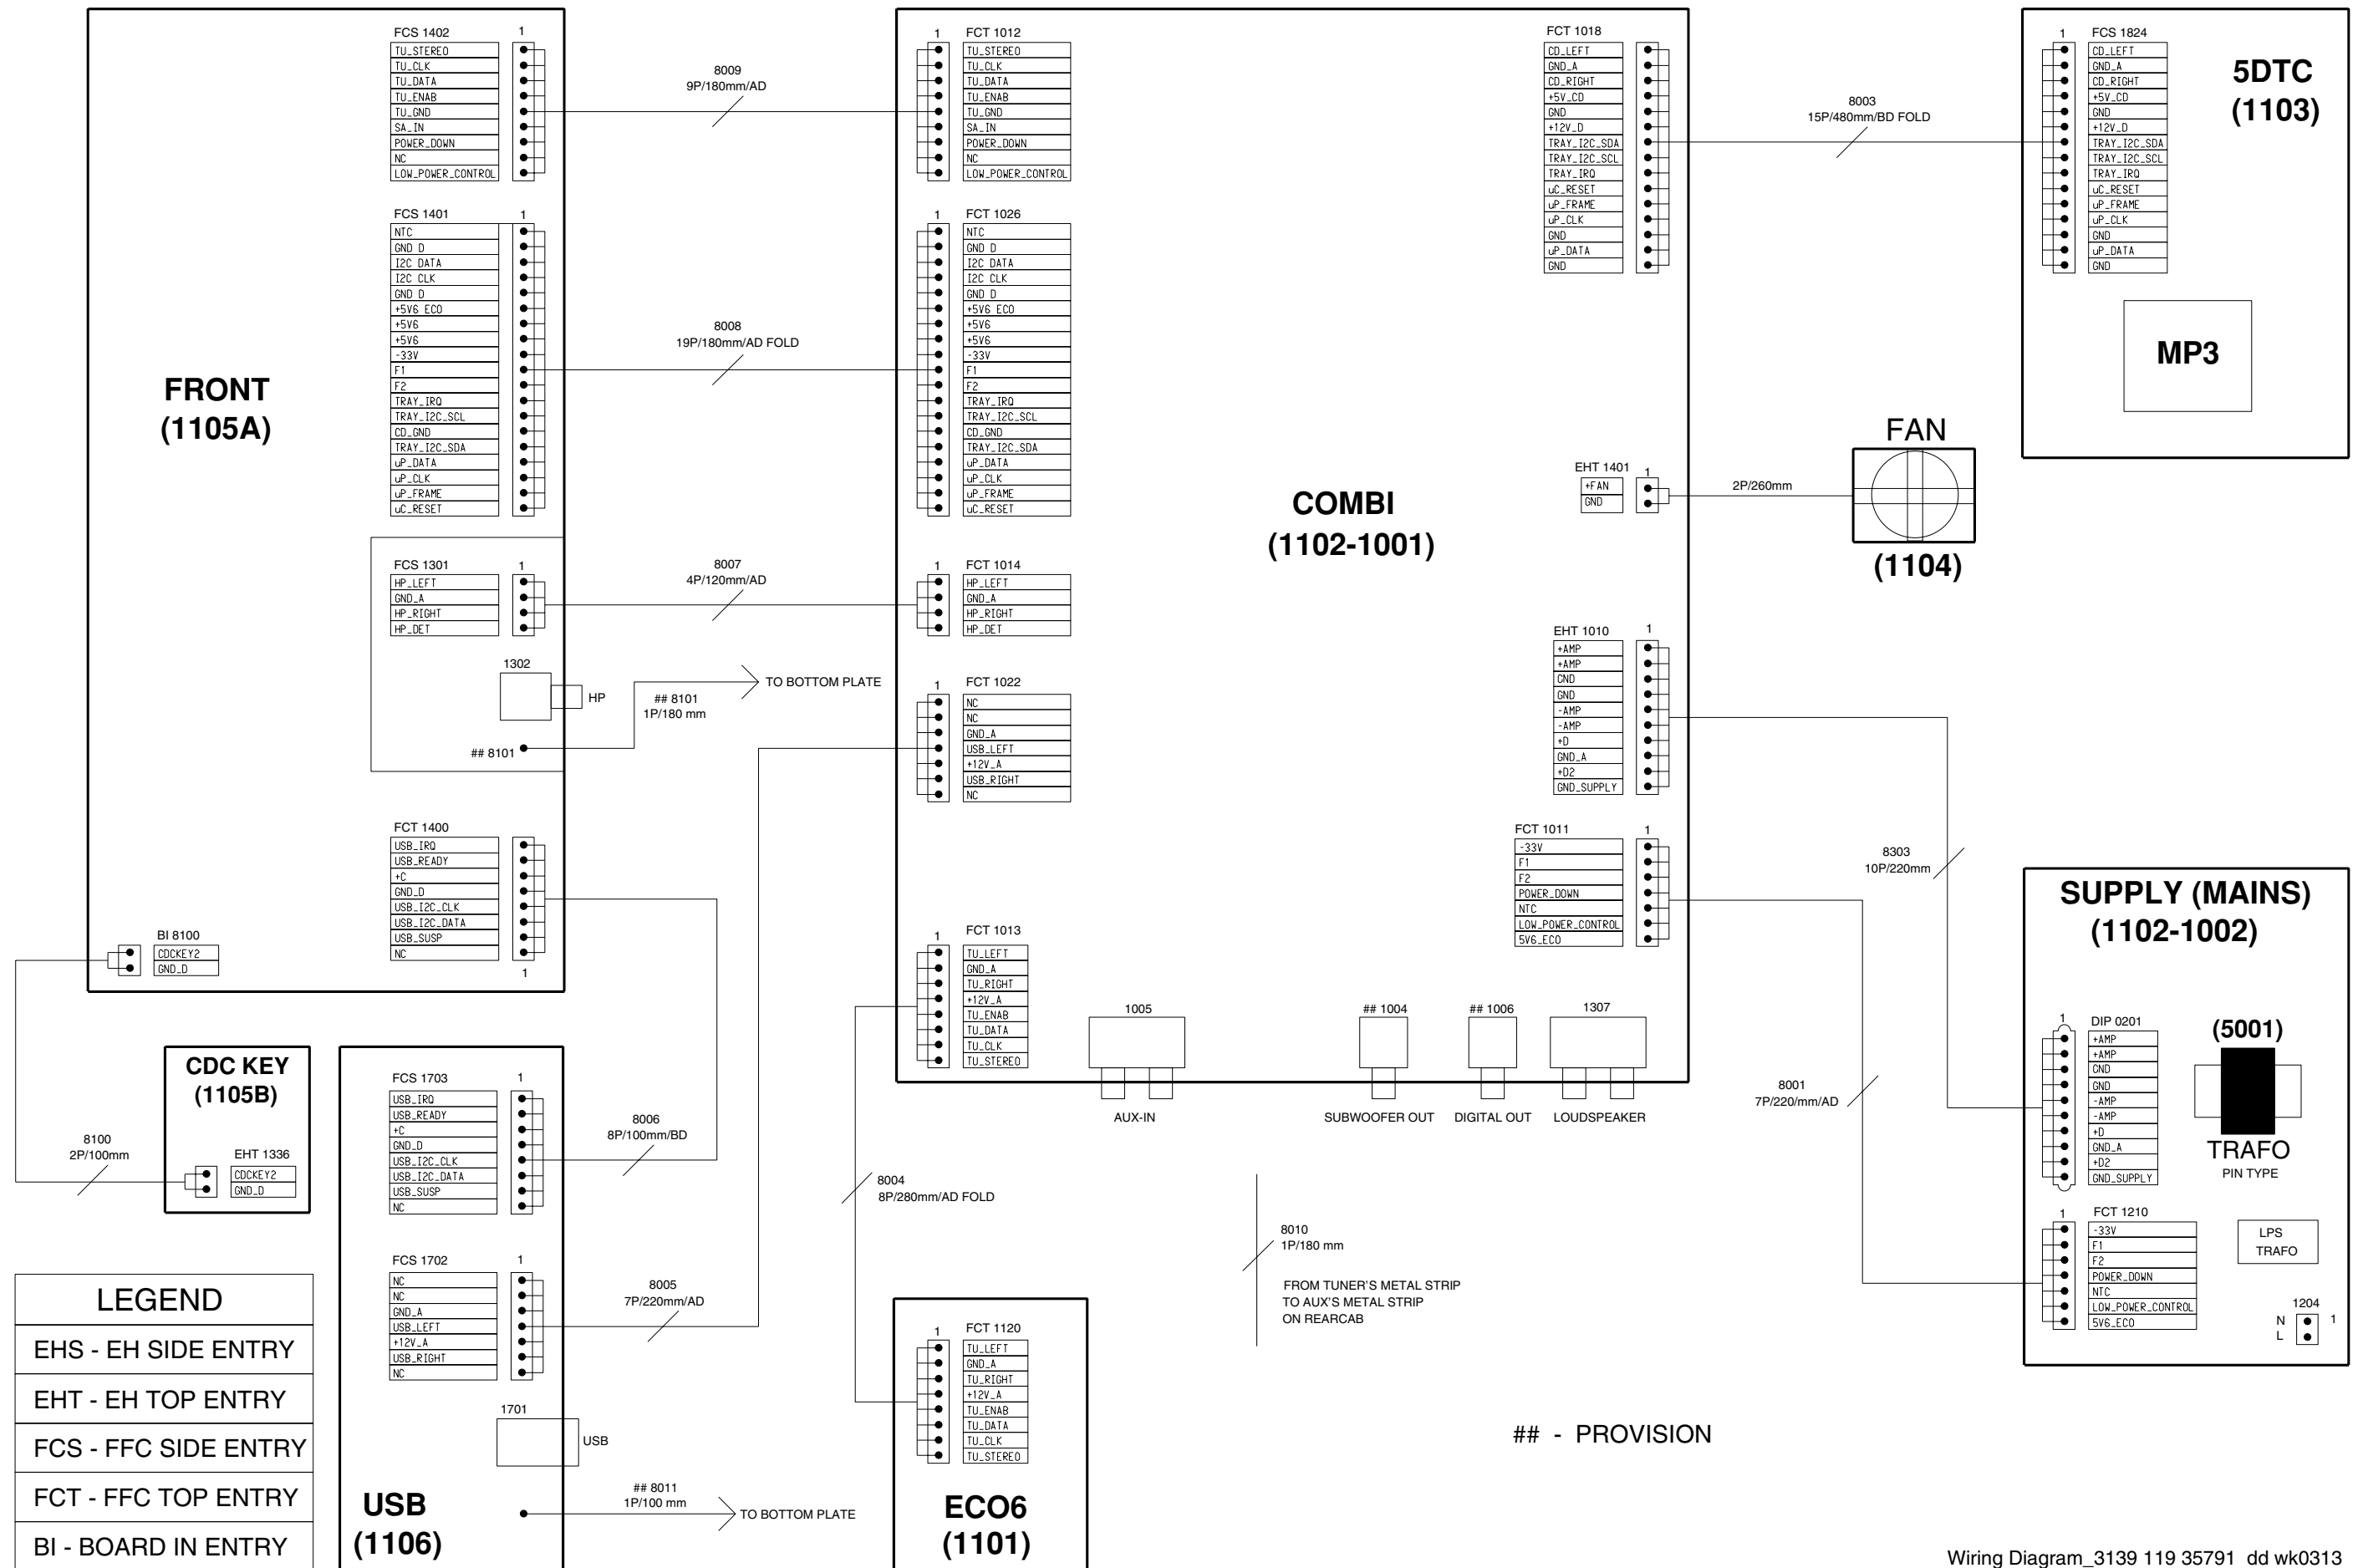 FRONT
(1105A)
FCS 1402
1
TU_STEREO
TU_CLK
TU_DATA
TU_ENAB
TU_GND
SA_IN
POWER_DOWN
NC
LOW_POWER_CONTROL
FCS 1401
1
NTC
GND D
I2C DATA
I2C CLK
GND D
+5V6 ECO
+5V6
+5V6
-33V
F1
F2
TRAY_IRQ
TRAY_I2C_SCL
CD_GND
TRAY_I2C_SDA
uP_DATA
uP_CLK
uP_FRAME
uC_RESET
FCS 1301
1
HP_LEFT
GND_A
HP_RIGHT
HP_DET
1302
HP
## 8101
## 8101
1P/180 mm
TO BOTTOM PLATE
FCT 1400
USB_IRQ
USB_READY
+C
GND_D
USB_I2C_CLK
USB_I2C_DATA
USB_SUSP
NC
1
BI 8100
CDCKEY2
GND_D
8009
9P/180mm/AD
8008
19P/180mm/AD FOLD
8007
4P/120mm/AD
COMBI
(1102-1001)
1
FCT 1012
TU_STEREO
TU_CLK
TU_DATA
TU_ENAB
TU_GND
SA_IN
POWER_DOWN
NC
LOW_POWER_CONTROL
1
FCT 1026
NTC
GND D
I2C DATA
I2C CLK
GND D
+5V6 ECO
+5V6
+5V6
-33V
F1
F2
TRAY_IRQ
TRAY_I2C_SCL
CD_GND
TRAY_I2C_SDA
uP_DATA
uP_CLK
uP_FRAME
uC_RESET
1
FCT 1014
HP_LEFT
GND_A
HP_RIGHT
HP_DET
1
FCT 1022
NC
NC
GND_A
USB_LEFT
+12V_A
USB_RIGHT
NC
1
FCT 1013
TU_LEFT
GND_A
TU_RIGHT
+12V_A
TU_ENAB
TU_DATA
TU_CLK
TU_STEREO
FCT 1018
1
CD_LEFT
GND_A
CD_RIGHT
+5V_CD
GND
+12V_D
TRAY_I2C_SDA
TRAY_I2C_SCL
TRAY_IRQ
uC_RESET
uP_FRAME
uP_CLK
GND
uP_DATA
GND
EHT 1401
1
+FAN
GND
EHT 1010
1
+AMP
+AMP
GND
GND
-AMP
-AMP
+D
GND_A
+D2
GND_SUPPLY
FCT 1011
1
-33V
F1
F2
POWER_DOWN
NTC
LOW_POWER_CONTROL
5V6_ECO
1005
AUX-IN
## 1004
SUBWOOFER OUT
## 1006
DIGITAL OUT
1307
LOUDSPEAKER
8003
15P/480mm/BD FOLD
5DTC
(1103)
1
FCS 1824
CD_LEFT
GND_A
CD_RIGHT
+5V_CD
GND
+12V_D
TRAY_I2C_SDA
TRAY_I2C_SCL
TRAY_IRQ
uC_RESET
uP_FRAME
uP_CLK
GND
uP_DATA
GND
MP3
2P/260mm
FAN
(1104)
8303
10P/220mm
8001
7P/220/mm/AD
SUPPLY (MAINS)
(1102-1002)
1
DIP 0201
+AMP
+AMP
GND
GND
-AMP
-AMP
+D
GND_A
+D2
GND_SUPPLY
(5001)
TRAFO
PIN TYPE
1
FCT 1210
-33V
F1
F2
POWER_DOWN
NTC
LOW_POWER_CONTROL
5V6_ECO
LPS
TRAFO
1204
N
1
L
CDC KEY
(1105B)
EHT 1336
CDCKEY2
GND_D
8100
2P/100mm
USB
(1106)
FCS 1703
1
USB_IRQ
USB_READY
+C
GND_D
USB_I2C_CLK
USB_I2C_DATA
USB_SUSP
NC
FCS 1702
1
NC
NC
GND_A
USB_LEFT
+12V_A
USB_RIGHT
NC
1701
USB
8006
8P/100mm/BD
8005
7P/220mm/AD
## 8011
1P/100 mm
TO BOTTOM PLATE
8004
8P/280mm/AD FOLD
8010
1P/180 mm
FROM TUNER'S METAL STRIP
TO AUX'S METAL STRIP
ON REARCAB
ECO6
(1101)
1
FCT 1120
TU_LEFT
GND_A
TU_RIGHT
+12V_A
TU_ENAB
TU_DATA
TU_CLK
TU_STEREO
LEGEND
EHS - EH SIDE ENTRY
EHT - EH TOP ENTRY
FCS - FFC SIDE ENTRY
FCT - FFC TOP ENTRY
BI - BOARD IN ENTRY
## - PROVISION
Wiring Diagram_3139 119 35791 dd wk0313